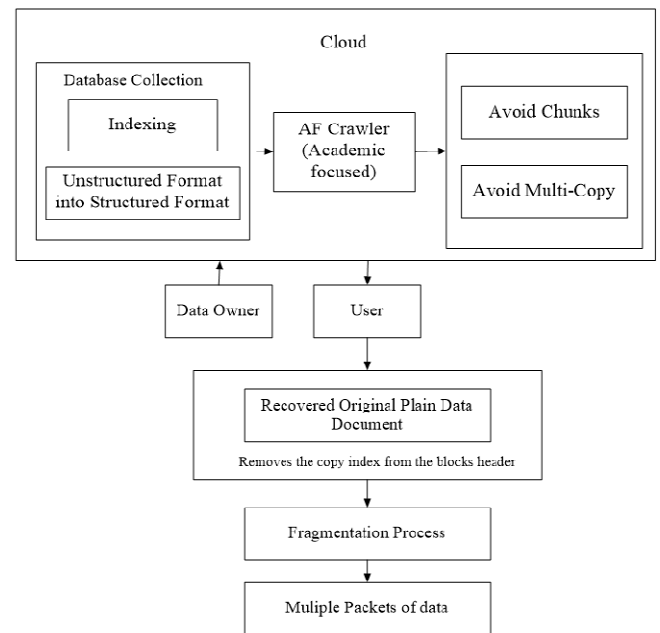 Cloud
Database Collection
Indexing
Unstructured Format
into Structured Format
AF Crawler
(Academic
focused)
Avoid Chunks
Avoid Multi-Copy
Data Owner
User
Recovered Original Plain Data
Document
Removes the copy index from the blocks header
Fragmentation Process
Muliple Packets of data